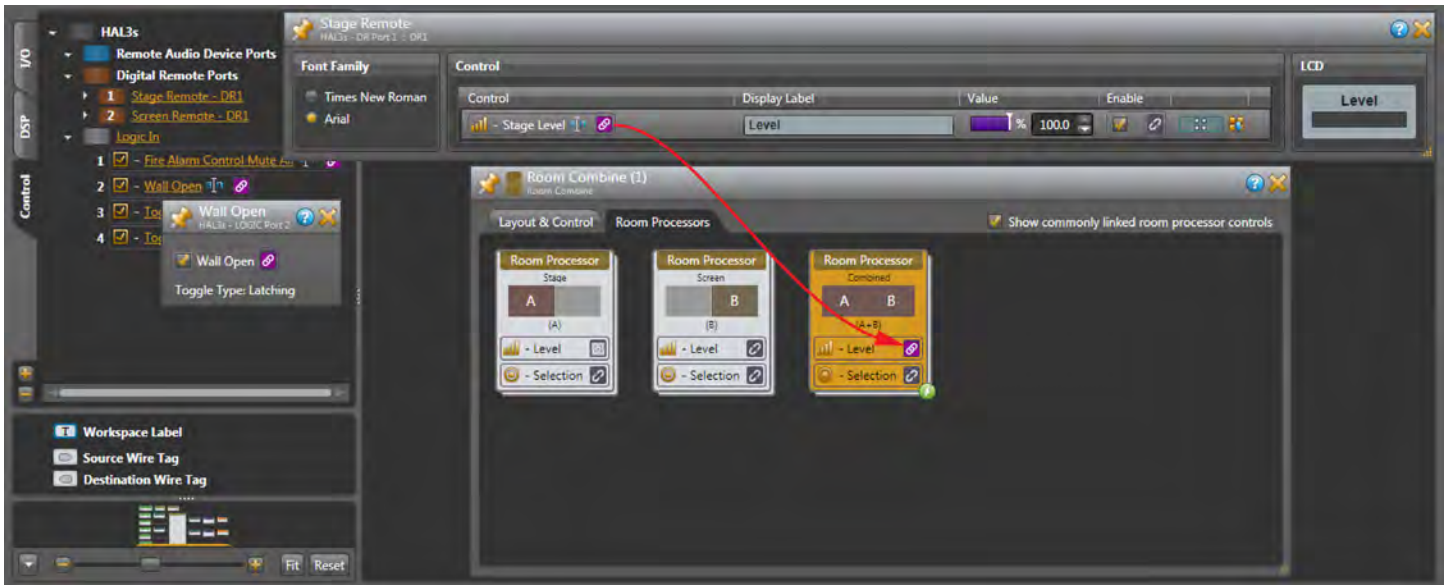 I/O
DSP
Control
HAL3s
Remote Audio Device Ports
Digital Remote Ports
1 Stage Remote - DR1
2 Screen Remote - DR1
Logic In
1 - Fire Alarm Control Mute
2 - Wall Open
3 -
4 -
Wall Open
HAL3s - LOGIC Port 2
Wall Open
Toggle Type: Latching
Workspace Label
Source Wire Tag
Destination Wire Tag
Fit Reset
Stage Remote
HAL3s - DR Port 1 :: DR1
Font Family
Times New Roman
Arial
Control
Control Display Label Value Enable
- Stage Level Level % 100.0
LCD
Level
Room Combine (1)
Room Combine
Layout & Control Room Processors Show commonly linked room processor controls
Room Processor
Stage
A
(A)
- Level
- Selection
Room Processor
Screen
B
(B)
- Level
- Selection
Room Processor
Combined
A B
(A+B)
- Level
- Selection